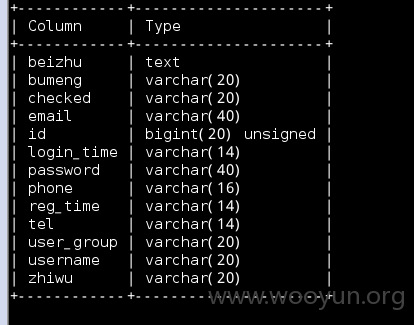 +------------+---------------------+
| Column | Type |
+------------+---------------------+
| beizhu | text |
| bumeng | varchar(20) |
| checked | varchar(20) |
| email | varchar(40) |
| id | bigint(20) unsigned |
| login_time | varchar(14) |
| password | varchar(40) |
| phone | varchar(16) |
| reg_time | varchar(14) |
| tel | varchar(14) |
| user_group | varchar(20) |
| username | varchar(20) |
| zhiwu | varchar(20) |
+------------+---------------------+
www.wooyun.org